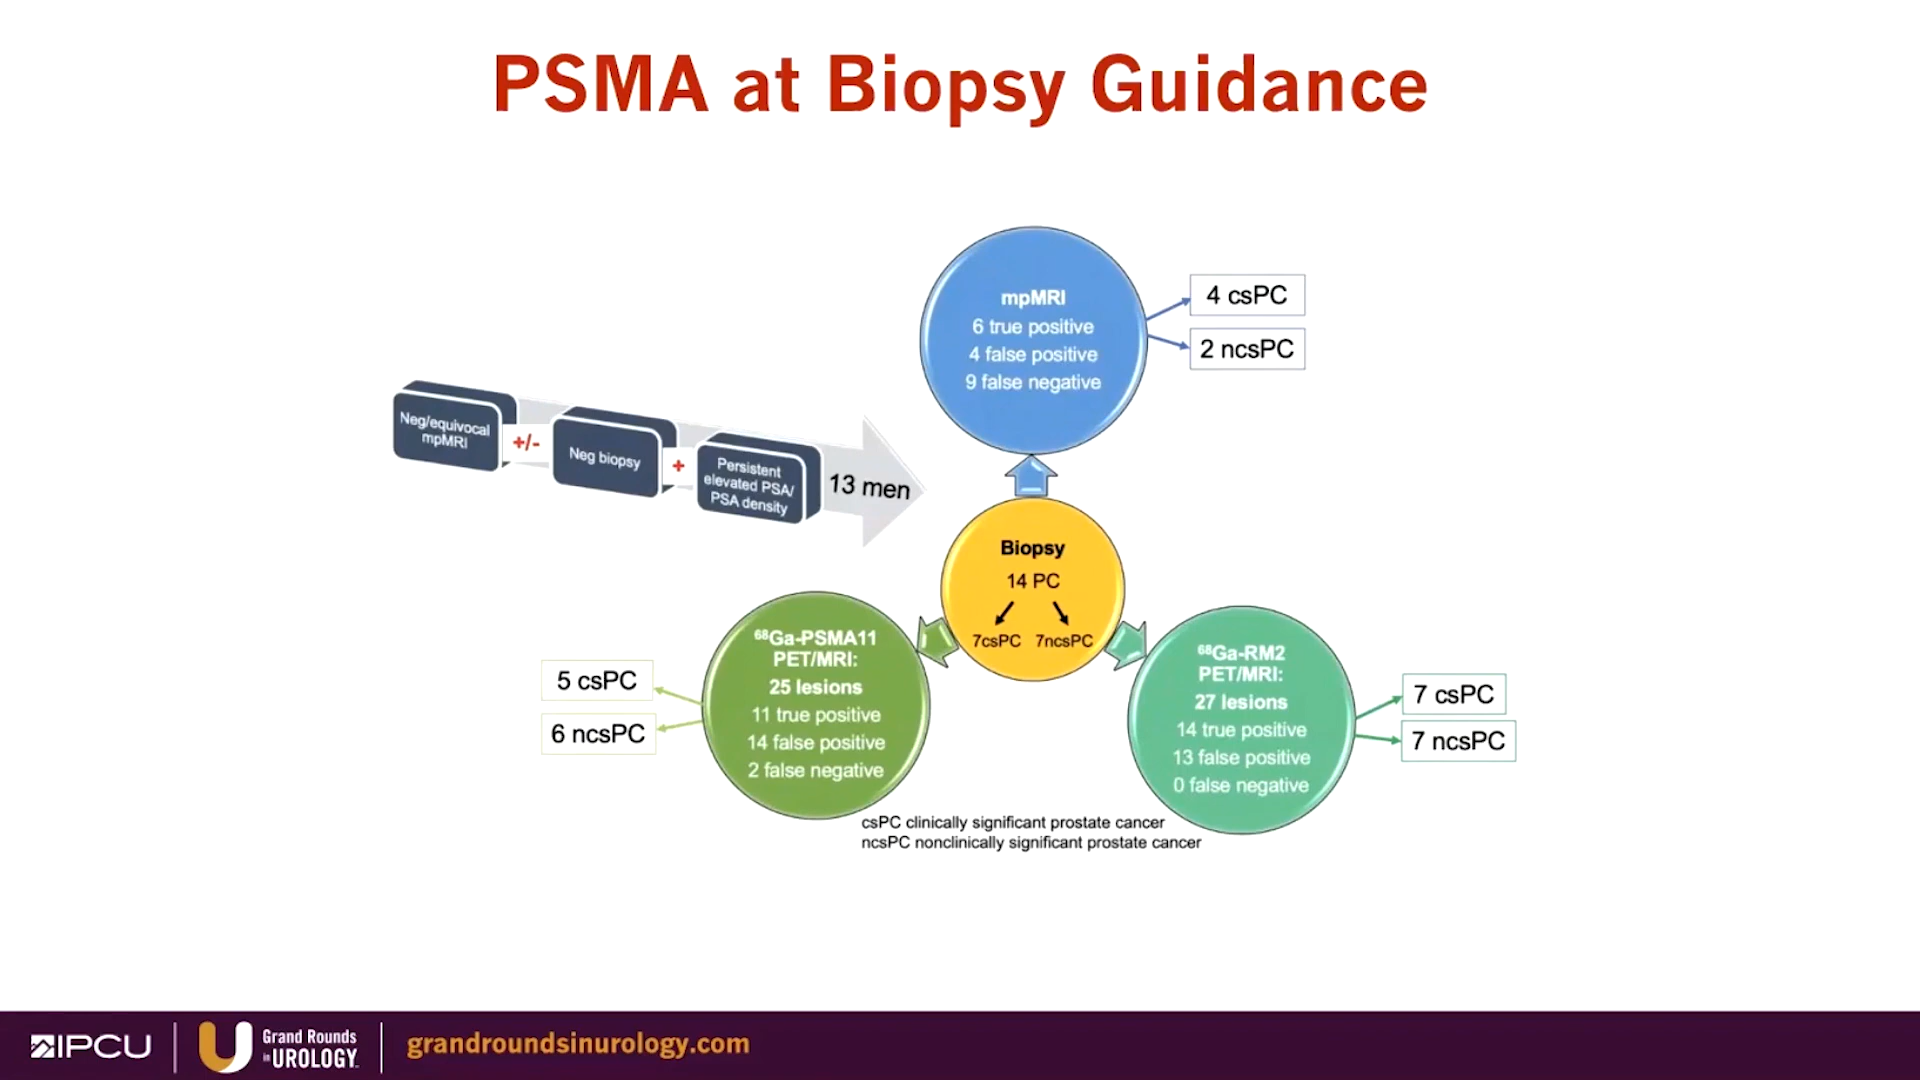 PSMA at Biopsy Guidance
Neg/equivocal
mpMRI
+/-
Neg biopsy
+
Persistent
elevated PSA/
PSA density
13 men
mpMRI
6 true positive
4 false positive
9 false negative
4 csPC
2 ncsPC
Biopsy
14 PC
7csPC 7ncsPC
68Ga-PSMA11
PET/MRI:
25 lesions
11 true positive
14 false positive
2 false negative
5 csPC
6 ncsPC
68Ga-RM2
PET/MRI:
27 lesions
14 true positive
13 false positive
0 false negative
7 csPC
7 ncsPC
csPC clinically significant prostate cancer
ncsPC nonclinically significant prostate cancer
IPCU
Grand Rounds
in UROLOGY
grandroundsinurology.com